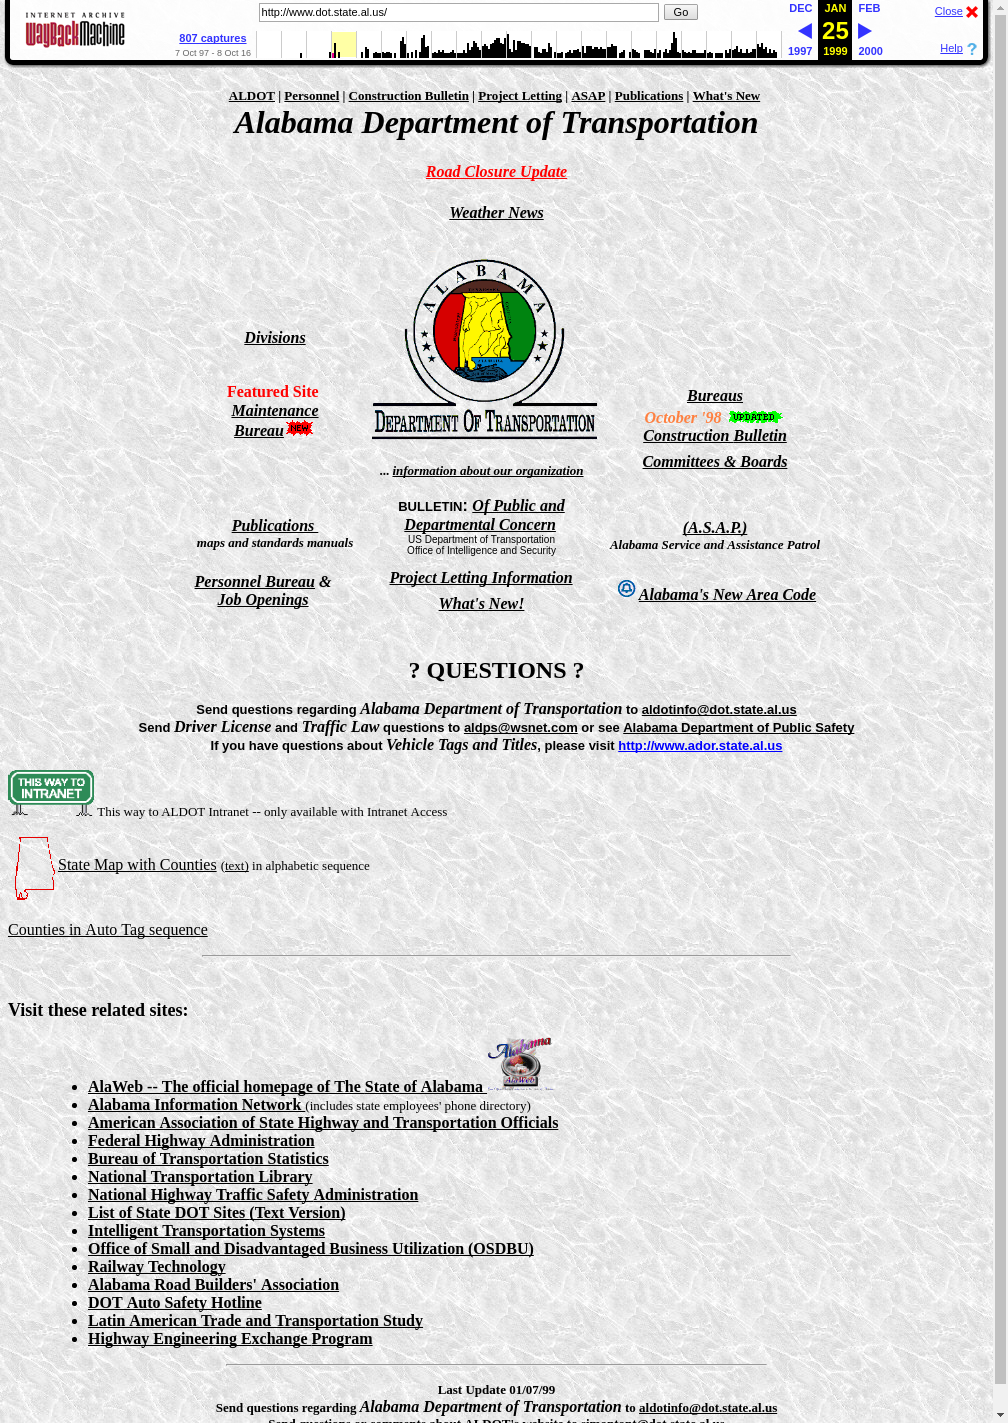 INTERNET ARCHIVE
WayBackMachine
http://www.dot.state.al.us/
Go
807 captures
7 Oct 97 - 8 Oct 16
DEC JAN FEB
25
1997 1999 2000
Close
Help ?
ALDOT | Personnel | Construction Bulletin | Project Letting | ASAP | Publications | What's New
Alabama Department of Transportation
Road Closure Update
Weather News
ALABAMA
DEPARTMENT OF TRANSPORTATION
Divisions
Featured Site
Maintenance
Bureau NEW
Bureaus
October '98 UPDATED
Construction Bulletin
Committees & Boards
... information about our organization
Publications
maps and standards manuals
BULLETIN: Of Public and
Departmental Concern
US Department of Transportation
Office of Intelligence and Security
(A.S.A.P.)
Alabama Service and Assistance Patrol
Personnel Bureau &
Job Openings
Project Letting Information
What's New!
Alabama's New Area Code
? QUESTIONS ?
Send questions regarding Alabama Department of Transportation to aldotinfo@dot.state.al.us
Send Driver License and Traffic Law questions to aldps@wsnet.com or see Alabama Department of Public Safety
If you have questions about Vehicle Tags and Titles, please visit http://www.ador.state.al.us
THIS WAY TO
INTRANET
This way to ALDOT Intranet -- only available with Intranet Access
State Map with Counties (text) in alphabetic sequence
Counties in Auto Tag sequence
Visit these related sites:
Alabama
AlaWeb
AlaWeb -- The official homepage of The State of Alabama
Alabama Information Network (includes state employees' phone directory)
American Association of State Highway and Transportation Officials
Federal Highway Administration
Bureau of Transportation Statistics
National Transportation Library
National Highway Traffic Safety Administration
List of State DOT Sites (Text Version)
Intelligent Transportation Systems
Office of Small and Disadvantaged Business Utilization (OSDBU)
Railway Technology
Alabama Road Builders' Association
DOT Auto Safety Hotline
Latin American Trade and Transportation Study
Highway Engineering Exchange Program
Last Update 01/07/99
Send questions regarding Alabama Department of Transportation to aldotinfo@dot.state.al.us
Send questions or comments about ALDOT's website to